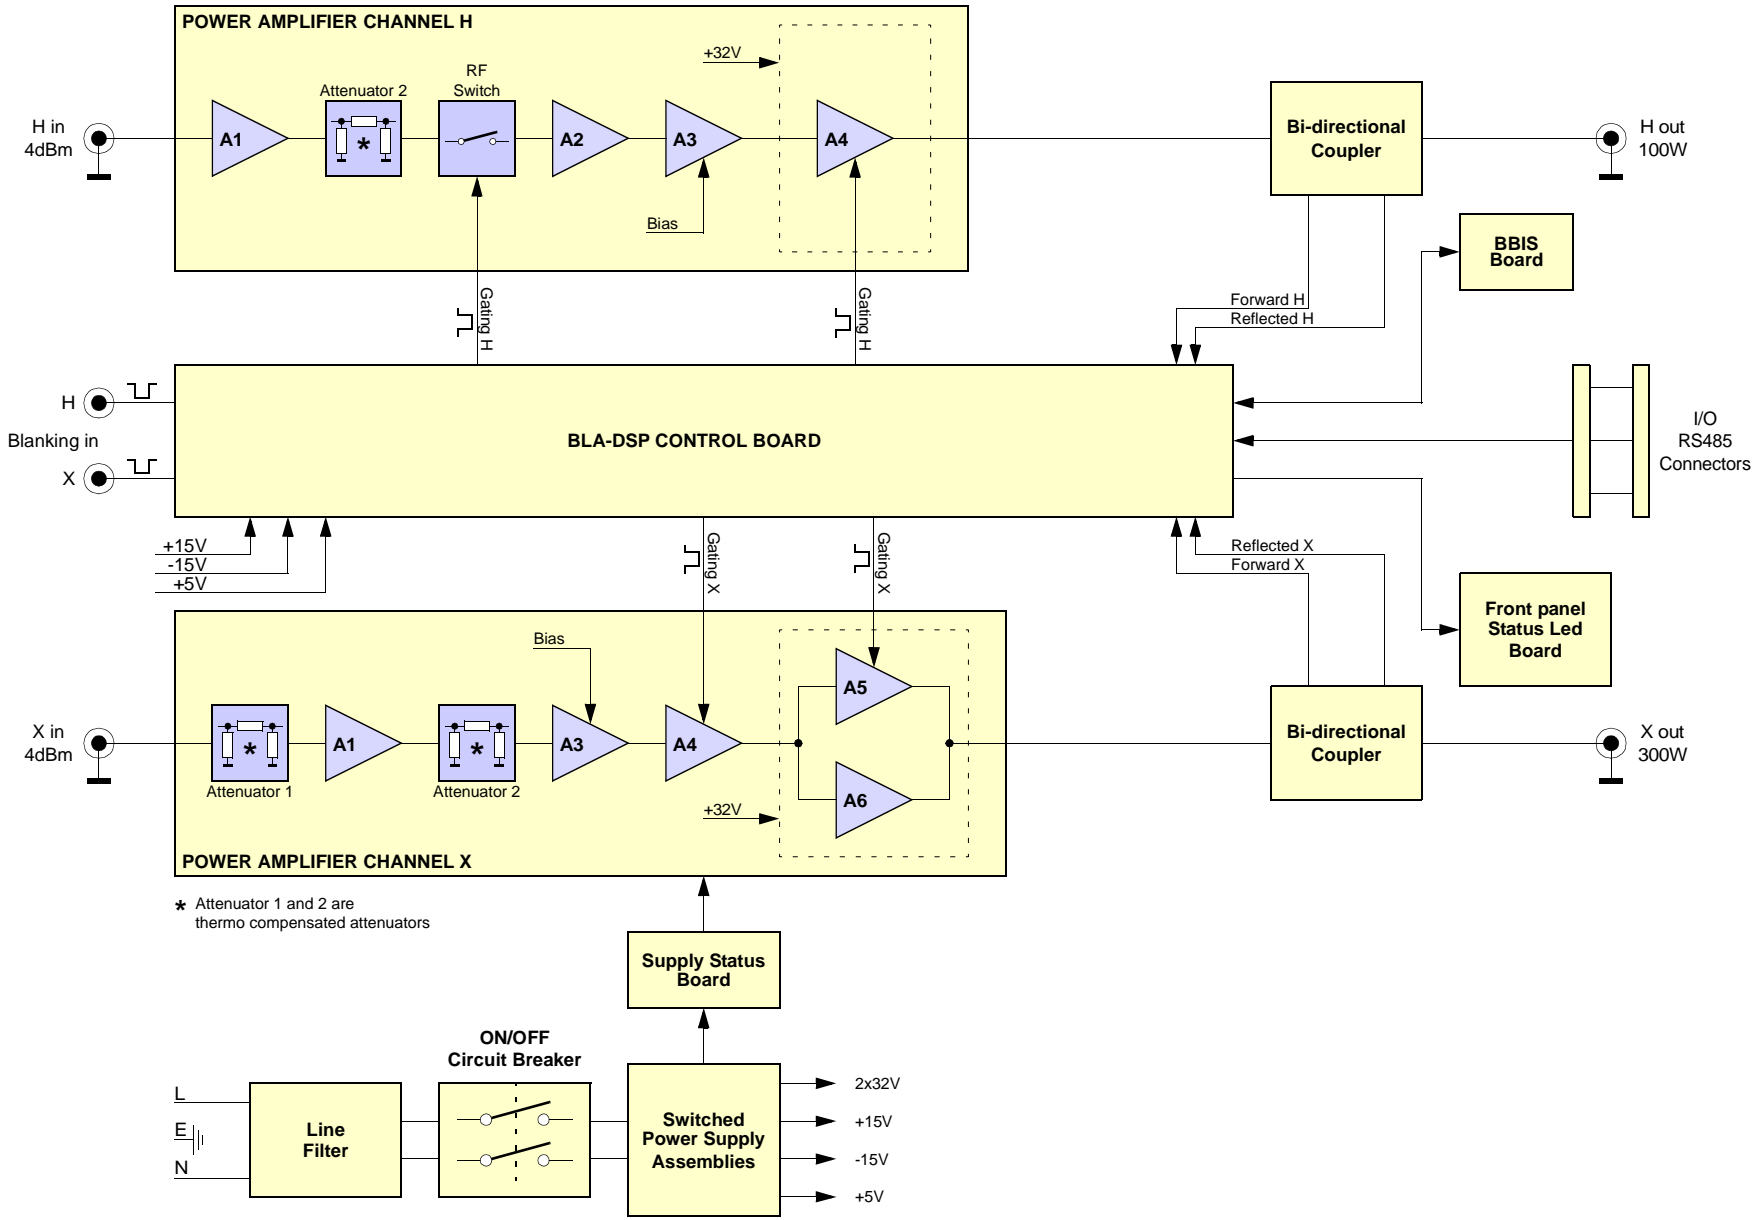 POWER AMPLIFIER CHANNEL H
+32V
RF
Switch
Attenuator 2
H in
4dBm
A1
*
A2
A3
A4
Bi-directional
Coupler
H out
100W
Bias
BBIS
Board
Gating H
Gating H
Forward H
Reflected H
H
Blanking in
X
BLA-DSP CONTROL BOARD
I/O
RS485
Connectors
+15V
-15V
+5V
Gating X
Gating X
Reflected X
Forward X
Front panel
Status Led
Board
Bias
A5
X in
4dBm
*
A1
*
A3
A4
Bi-directional
Coupler
X out
300W
Attenuator 1
Attenuator 2
A6
+32V
POWER AMPLIFIER CHANNEL X
* Attenuator 1 and 2 are
thermo compensated attenuators
Supply Status
Board
ON/OFF
Circuit Breaker
L
E
N
Line
Filter
Switched
Power Supply
Assemblies
2x32V
+15V
-15V
+5V